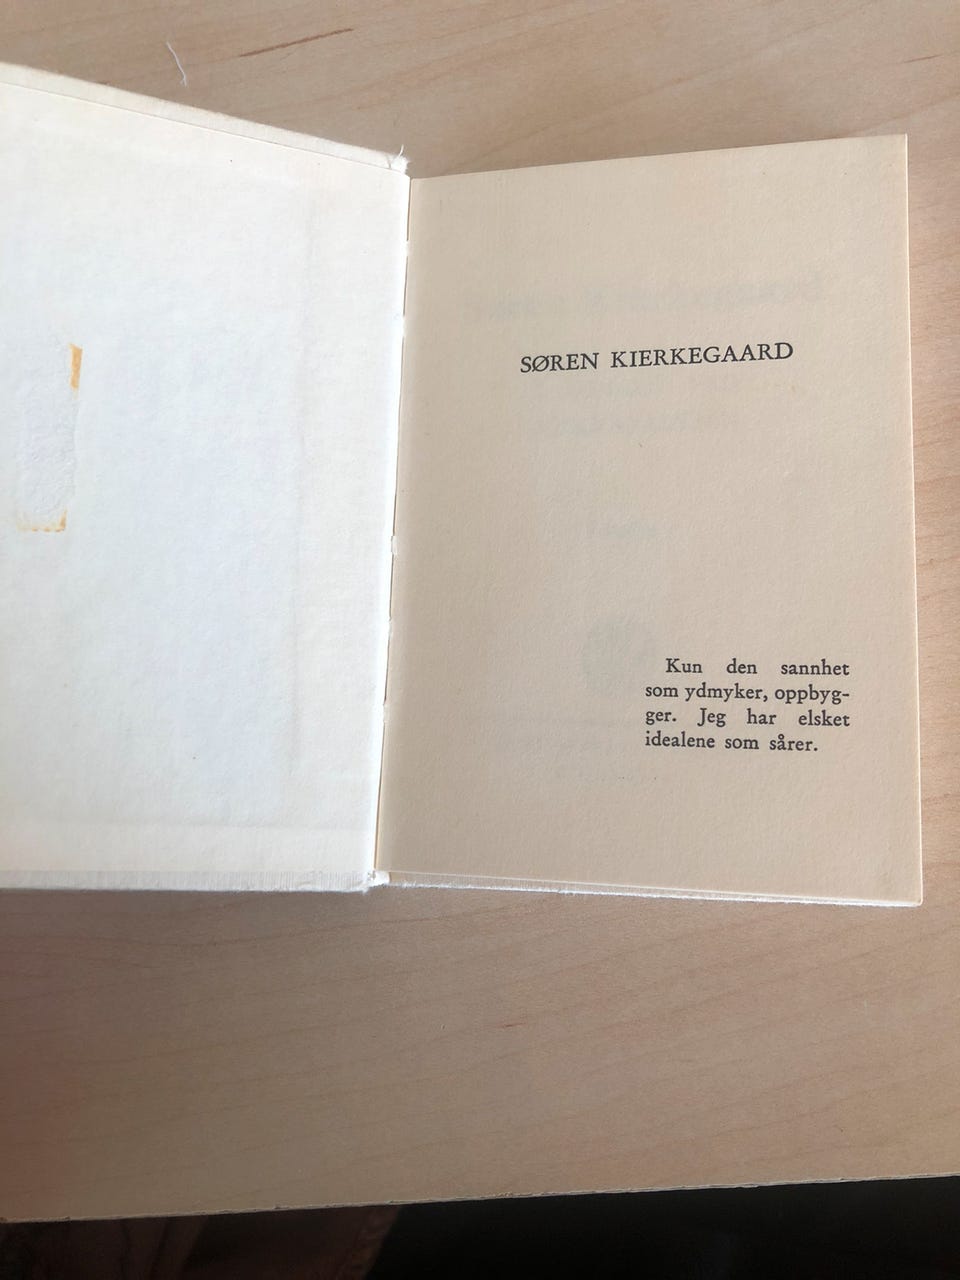 SØREN KIERKEGAARD
Kun den sannhet
som ydmyker, oppbyg-
ger. Jeg har elsket
idealene som sårer.